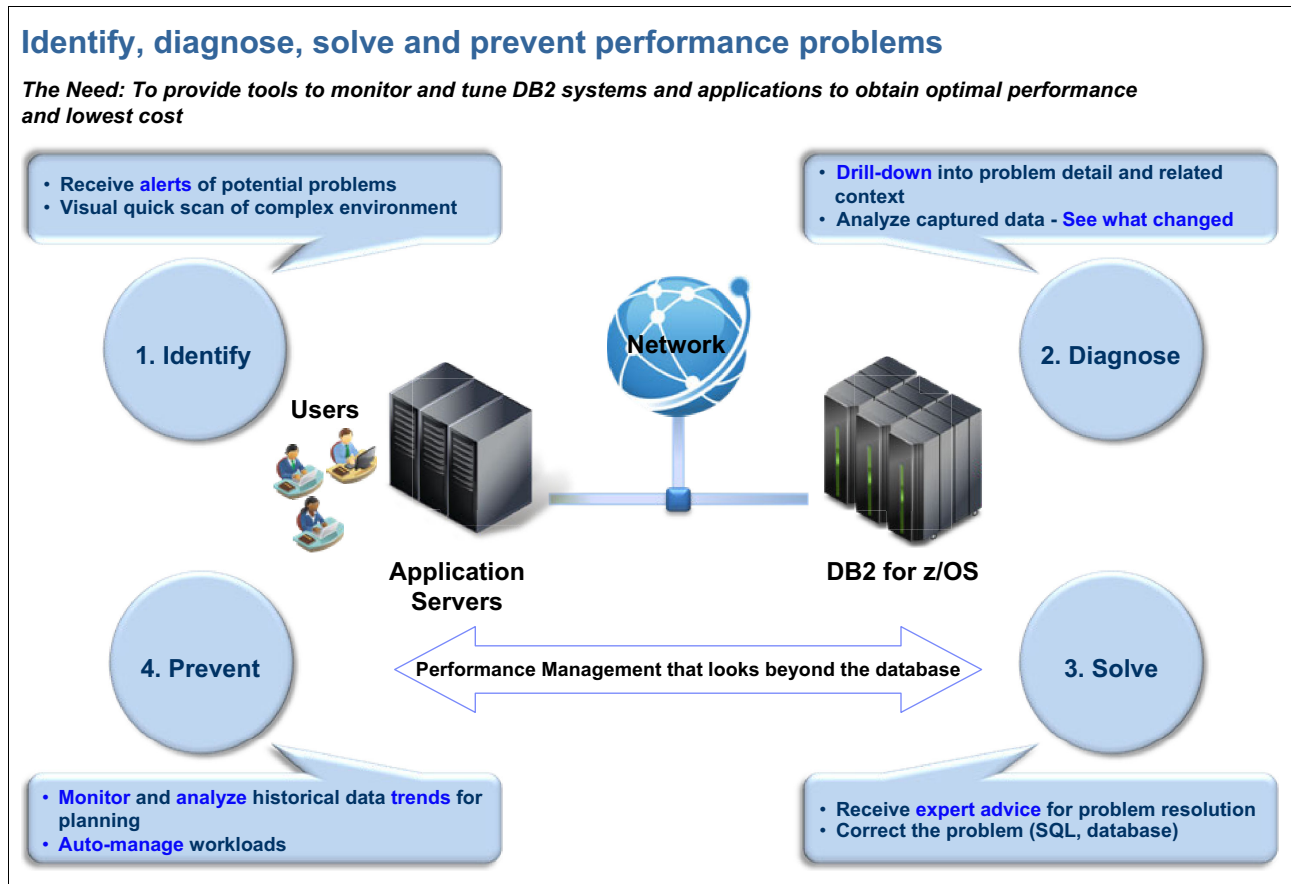 Identify, diagnose, solve and prevent performance problems
The Need: To provide tools to monitor and tune DB2 systems and applications to obtain optimal performance
and lowest cost
• Receive alerts of potential problems
• Visual quick scan of complex environment
• Drill-down into problem detail and related
context
• Analyze captured data - See what changed
1. Identify
Network
2. Diagnose
Users
Application
Servers
DB2 for z/OS
4. Prevent
Performance Management that looks beyond the database
3. Solve
• Monitor and analyze historical data trends for
planning
• Auto-manage workloads
• Receive expert advice for problem resolution
• Correct the problem (SQL, database)